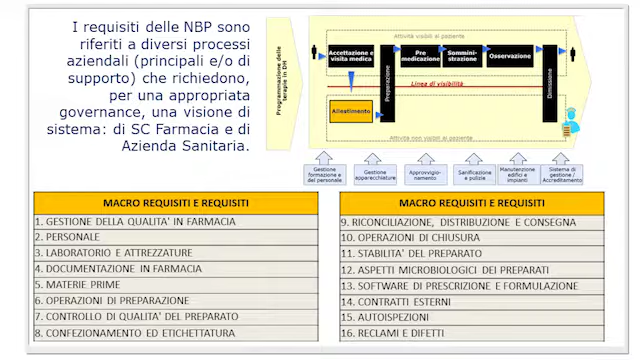 I requisiti delle NBP sono
riferiti a diversi processi
aziendali (principali e/o di
supporto) che richiedono,
per una appropriata
governance, una visione di
sistema: di SC Farmacia e di
Azienda Sanitaria.
Programmazione delle
terapie in DH
Attività visibili al paziente
Accettazione e
visita medica
Pre
medicazione
Sommini-
strazione
Osservazione
Preparazione
Dimissione
Linea di visibilità
Allestimento
Attività non visibili al paziente
Gestione
formazione e
del personale
Gestione
apparecchiature
Approvvigio-
namento
Sanificazione
e pulizie
Manutenzione
edifici e
impianti
Sistema di
gestione /
Accreditamento
MACRO REQUISITI E REQUISITI
1. GESTIONE DELLA QUALITA' IN FARMACIA
2. PERSONALE
3. LABORATORIO E ATTREZZATURE
4. DOCUMENTAZIONE IN FARMACIA
5. MATERIE PRIME
6. OPERAZIONI DI PREPARAZIONE
7. CONTROLLO DI QUALITA' DEL PREPARATO
8. CONFEZIONAMENTO ED ETICHETTATURA
MACRO REQUISITI E REQUISITI
9. RICONCILIAZIONE, DISTRIBUZIONE E CONSEGNA
10. OPERAZIONI DI CHIUSURA
11. STABILITA' DEL PREPARATO
12. ASPETTI MICROBIOLOGICI DEI PREPARATI
13. SOFTWARE DI PRESCRIZIONE E FORMULAZIONE
14. CONTRATTI ESTERNI
15. AUTOISPEZIONI
16. RECLAMI E DIFETTI